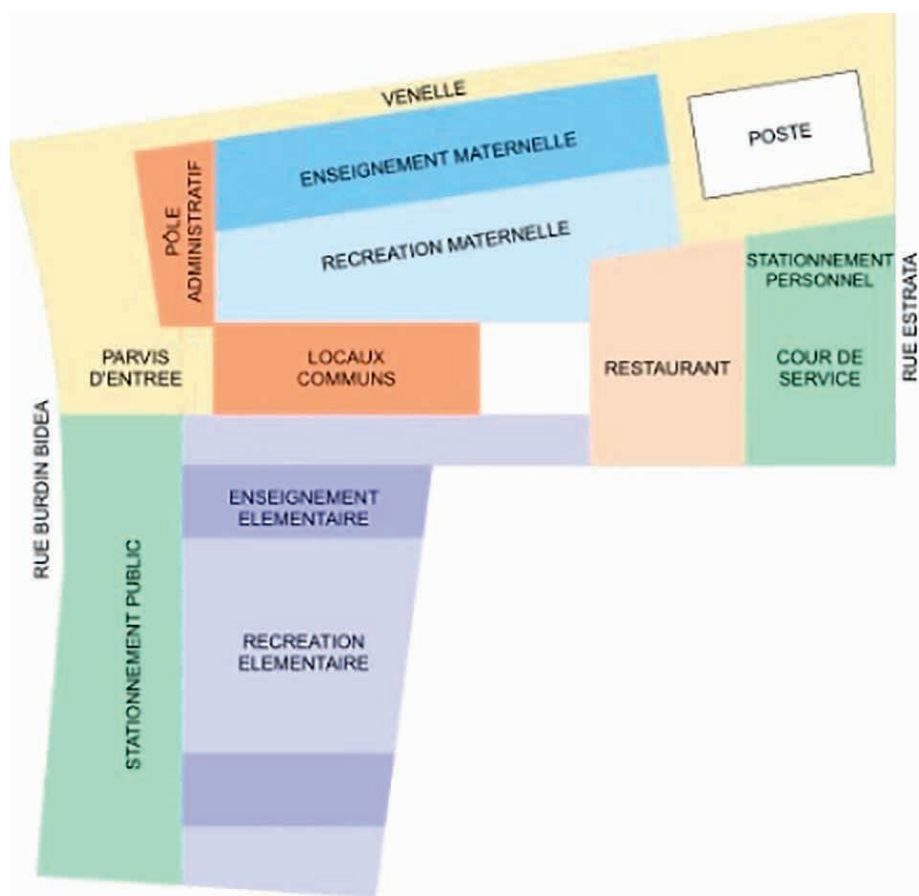 VENELLE
POSTE
ENSEIGNEMENT MATERNELLE
PÔLE
ADMINISTRATIF
RECREATION MATERNELLE
STATIONNEMENT
PERSONNEL
RUE ESTRATA
PARVIS
D'ENTREE
LOCAUX
COMMUNS
RESTAURANT
COUR DE
SERVICE
RUE BURDIN BIDEA
ENSEIGNEMENT
ELEMENTAIRE
STATIONNEMENT PUBLIC
RECREATION
ELEMENTAIRE